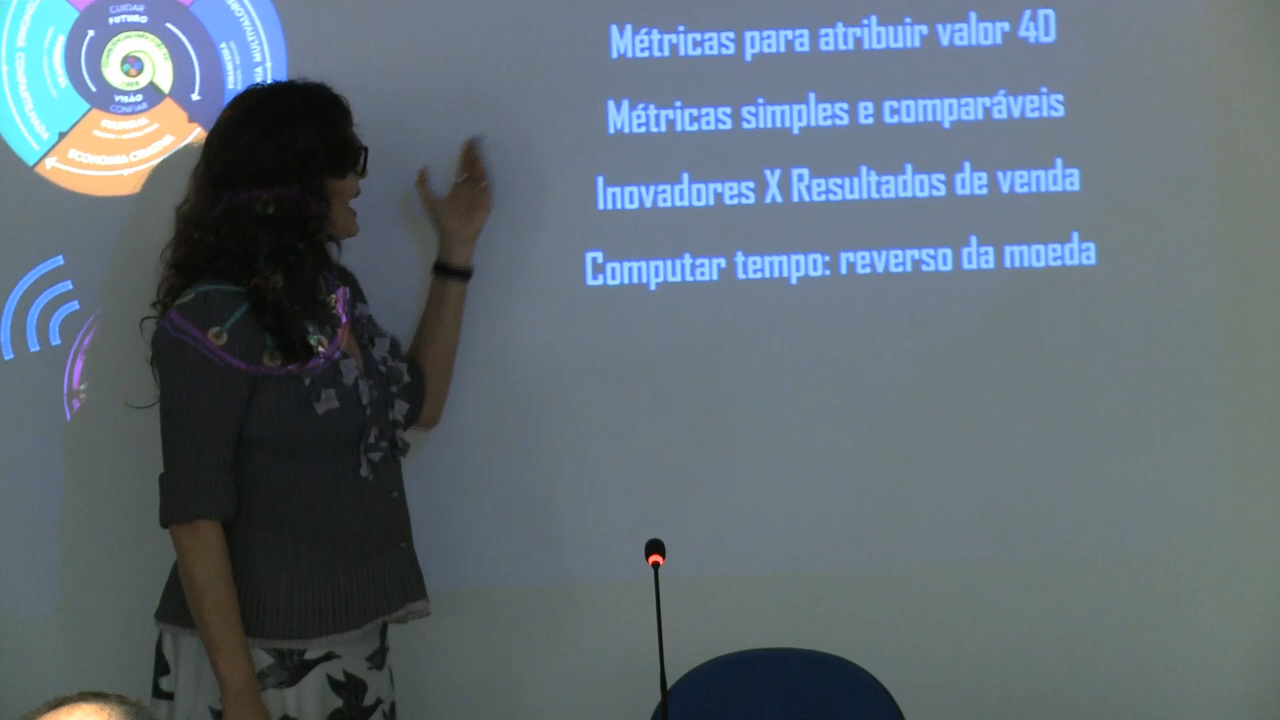 CUIDAR
FUTURO
VISÃO
CONFIAR
ECONOMIA CRIATIVA
Métricas para atribuir valor 4D
Métricas simples e comparáveis
Inovadores X Resultados de venda
Computar tempo: reverso da moeda